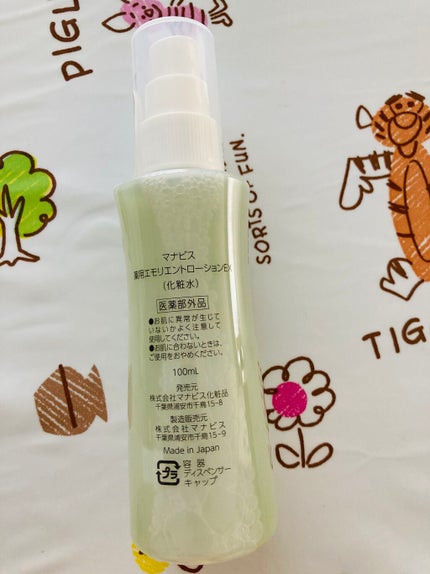 PIGL
SORTS OF FUN.
TIG
マナビス
薬用エモリエントローションEX
(化粧水)
医薬部外品
●お肌に異常が生じて
いないかよく注意して
使用してください。
●お肌に合わないときは、
ご使用をおやめください。
100mL
発売元
株式会社マナビス化粧品
千葉県浦安市千鳥15-8
製造販売元
株式会社マナビス
千葉県浦安市千鳥15-9
Made in Japan
プラ
容器
ディスペンサー
キャップ